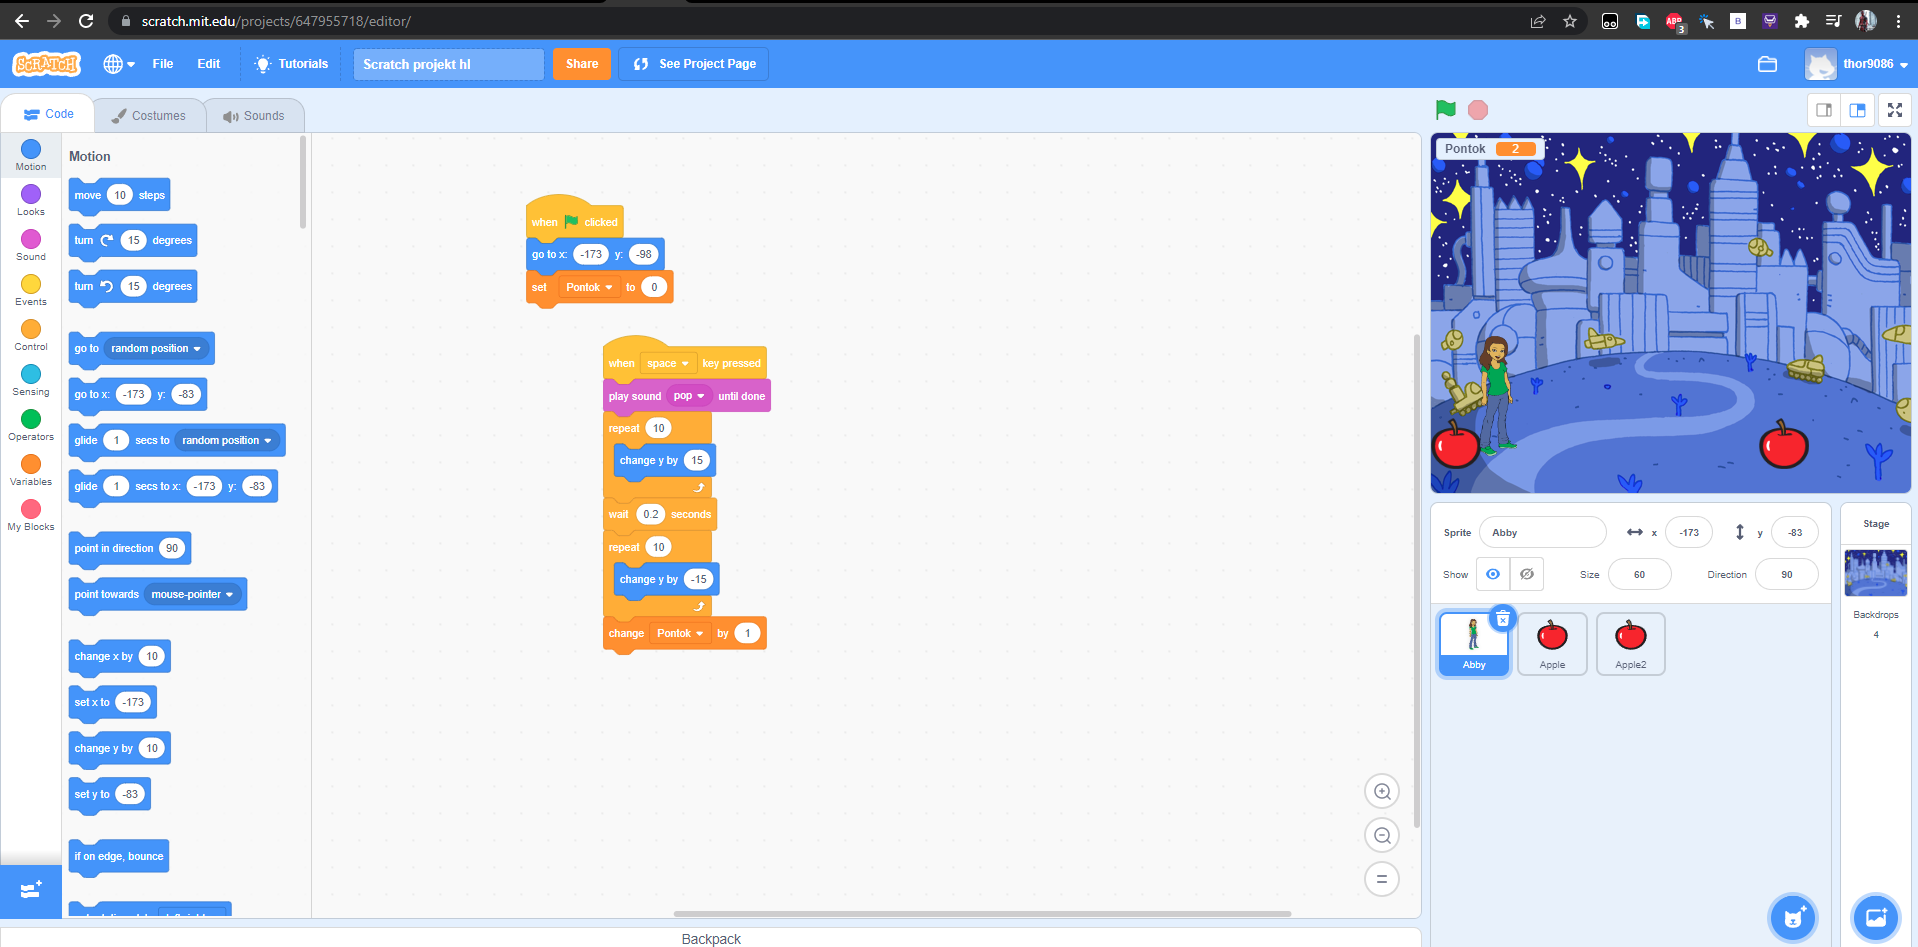 scratch.mit.edu/projects/647955718/editor/
ABP
3
B
SCRATCH
File
Edit
Tutorials
Scratch projekt hl
Share
See Project Page
thor9086
Code
Costumes
Sounds
Motion
Looks
Sound
Events
Control
Sensing
Operators
Variables
My Blocks
Motion
move 10 steps
turn 15 degrees
turn 15 degrees
go to random position
go to x: -173 y: -83
glide 1 secs to random position
glide 1 secs to x: -173 y: -83
point in direction 90
point towards mouse-pointer
change x by 10
set x to -173
change y by 10
set y to -83
if on edge, bounce
when clicked
go to x: -173 y: -98
set Pontok to 0
when space key pressed
play sound pop until done
repeat 10
change y by 15
wait 0.2 seconds
repeat 10
change y by -15
change Pontok by 1
Backpack
Pontok 2
Sprite Abby x -173 y -83
Show Size 60 Direction 90
Abby
Apple
Apple2
Stage
Backdrops
4